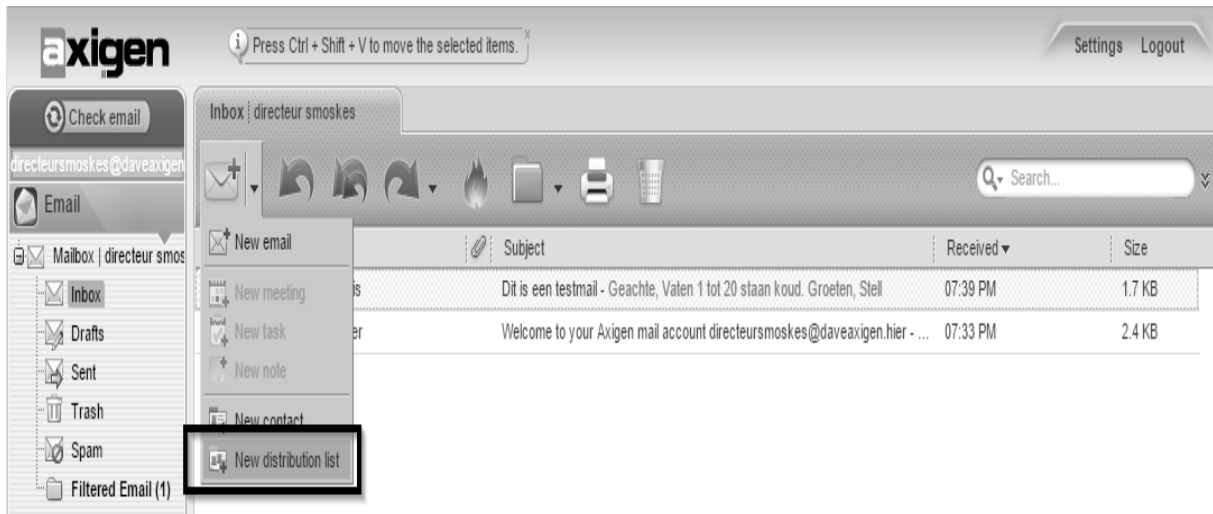 axigen
Press Ctrl + Shift + V to move the selected items.
Settings Logout
Check email
Inbox directeur smoskes
directeursmoskes@daveaxigen
Search...
Email
New email
Subject Received Size
Mailbox | directeur smos
Inbox
New meeting
is Dit is een testmail - Geachte, Vaten 1 tot 20 staan koud. Groeten, Stell 07:39 PM 1.7 KB
Drafts
New task
er Welcome to your Axigen mail account directeursmoskes@daveaxigen.hier - ... 07:33 PM 2.4 KB
Sent
New note
Trash
New contact
Spam
New distribution list
Filtered Email (1)